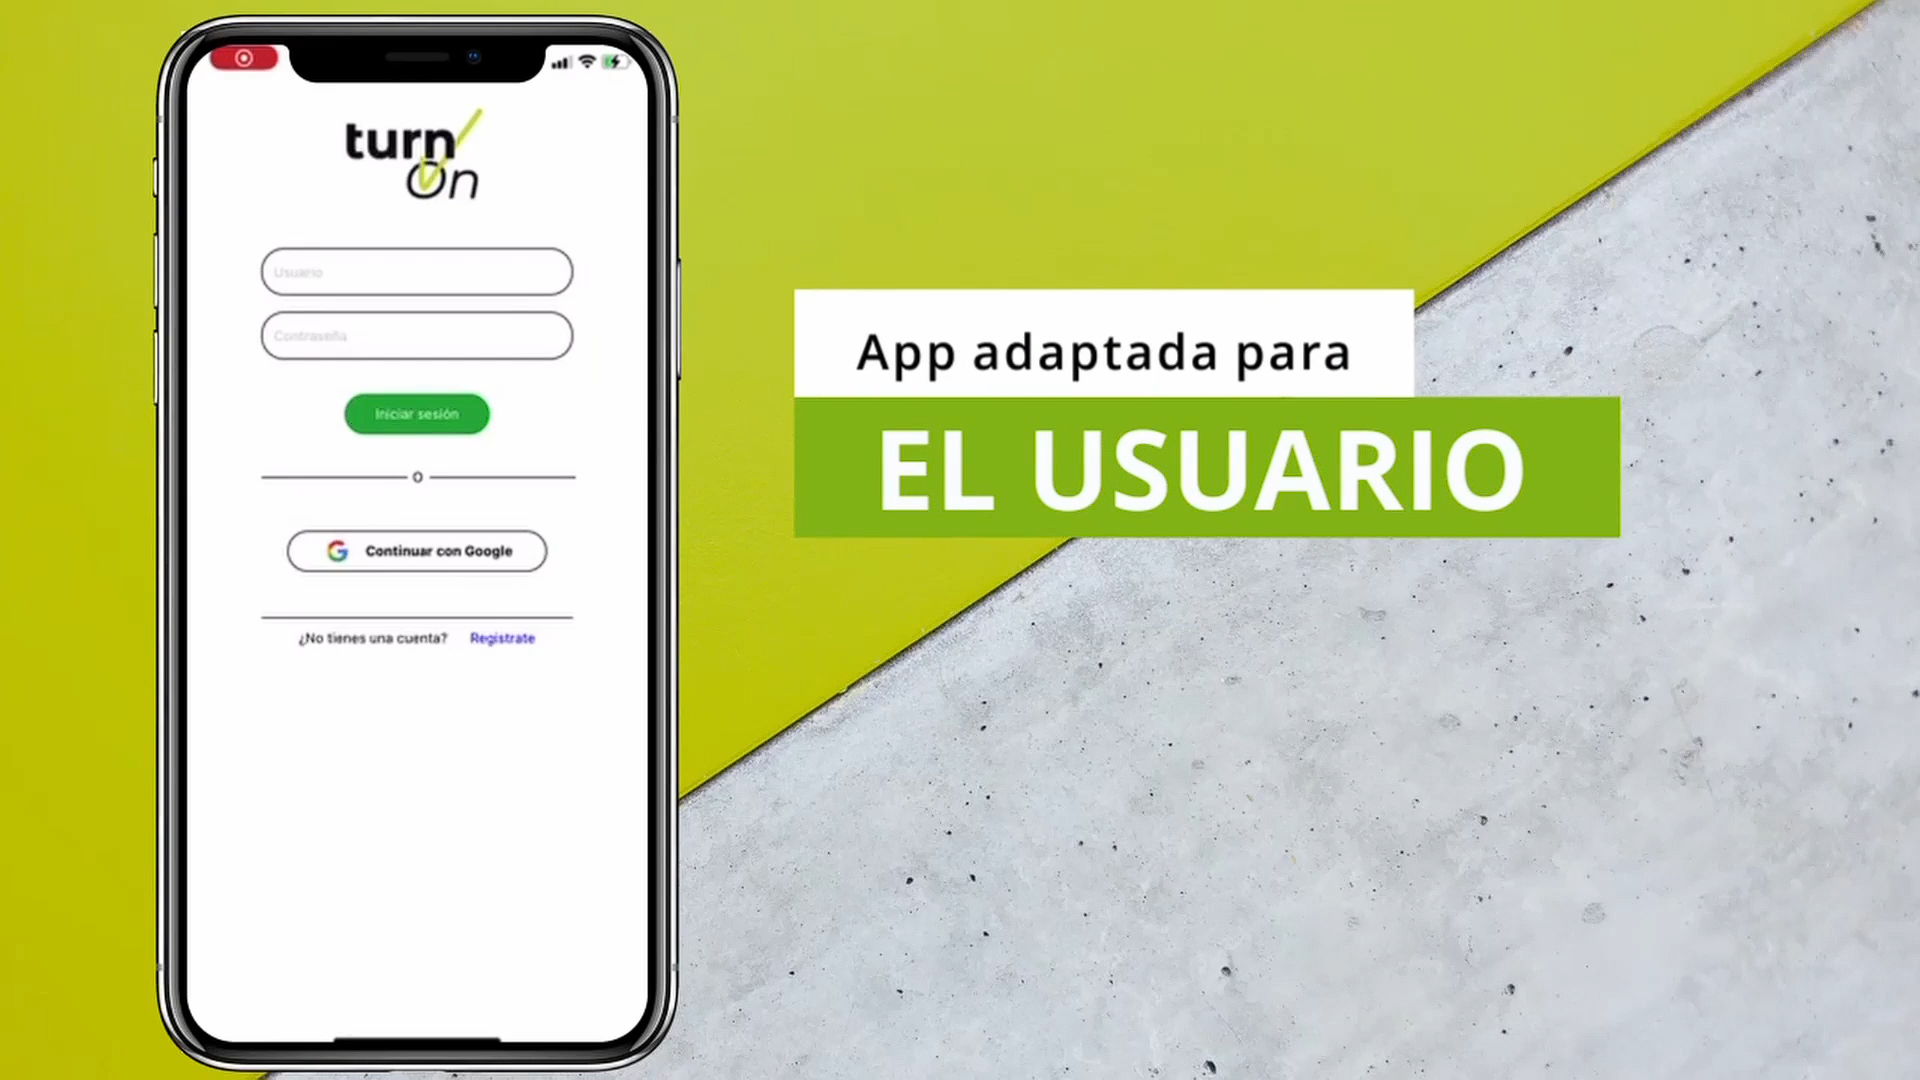 turn
On
Usuario
Contraseña
Iniciar sesión
O
Continuar con Google
¿No tienes una cuenta? Registrate
App adaptada para
EL USUARIO